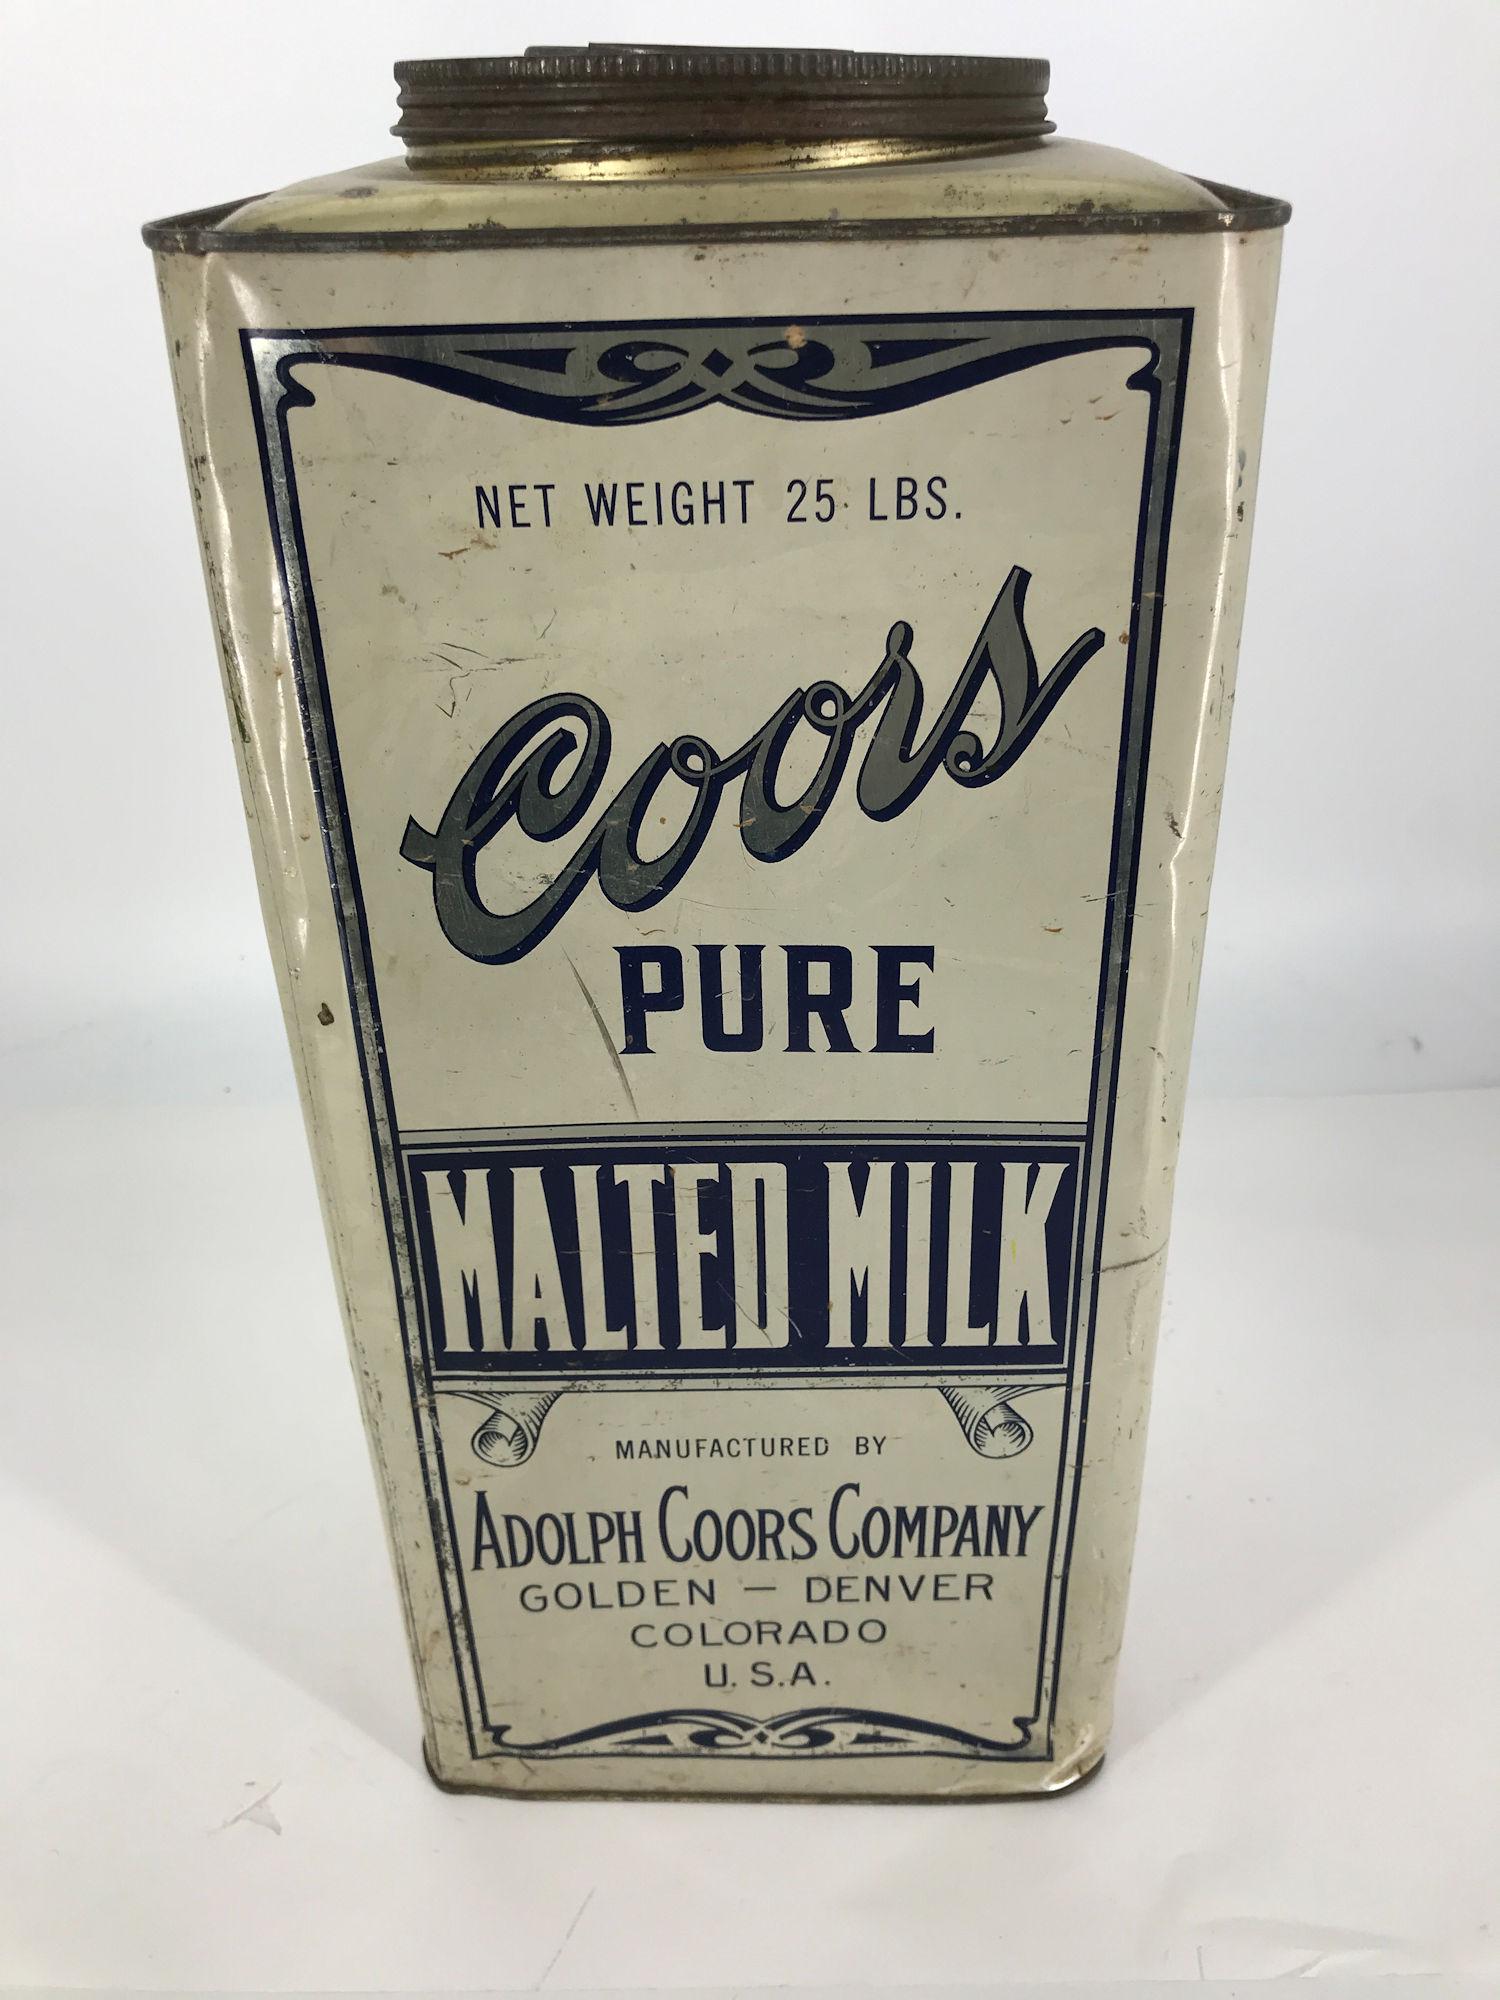 NET WEIGHT 25 LBS.
Coors
PURE
MALTED MILK
MANUFACTURED BY
ADOLPH COORS COMPANY
GOLDEN — DENVER
COLORADO
U.S.A.